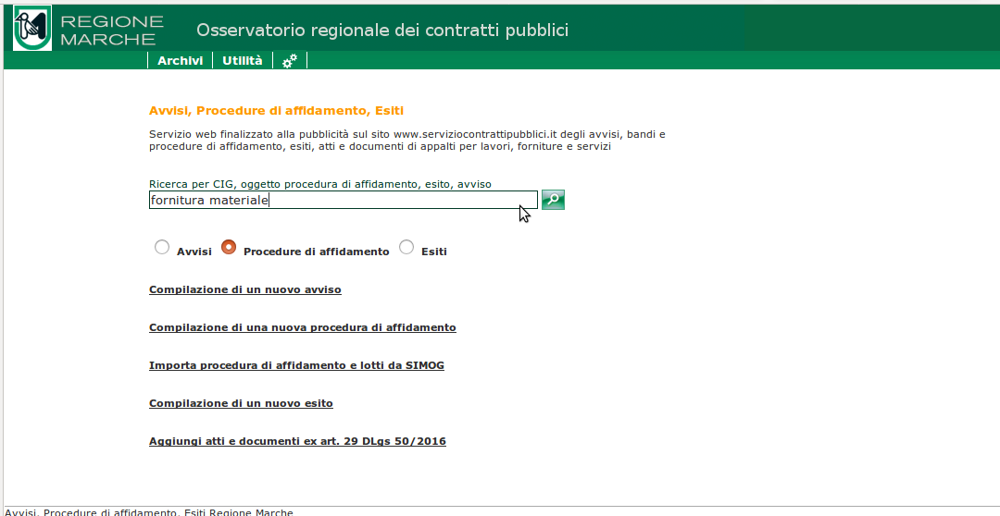 REGIONE
MARCHE
Osservatorio regionale dei contratti pubblici
Archivi Utilità
Avvisi, Procedure di affidamento, Esiti
Servizio web finalizzato alla pubblicità sul sito www.serviziocontrattipubblici.it degli avvisi, bandi e
procedure di affidamento, esiti, atti e documenti di appalti per lavori, forniture e servizi
Ricerca per CIG, oggetto procedura di affidamento, esito, avviso
fornitura materiale
Avvisi Procedure di affidamento Esiti
Compilazione di un nuovo avviso
Compilazione di una nuova procedura di affidamento
Importa procedura di affidamento e lotti da SIMOG
Compilazione di un nuovo esito
Aggiungi atti e documenti ex art. 29 DLgs 50/2016
Avvisi, Procedure di affidamento, Esiti Regione Marche